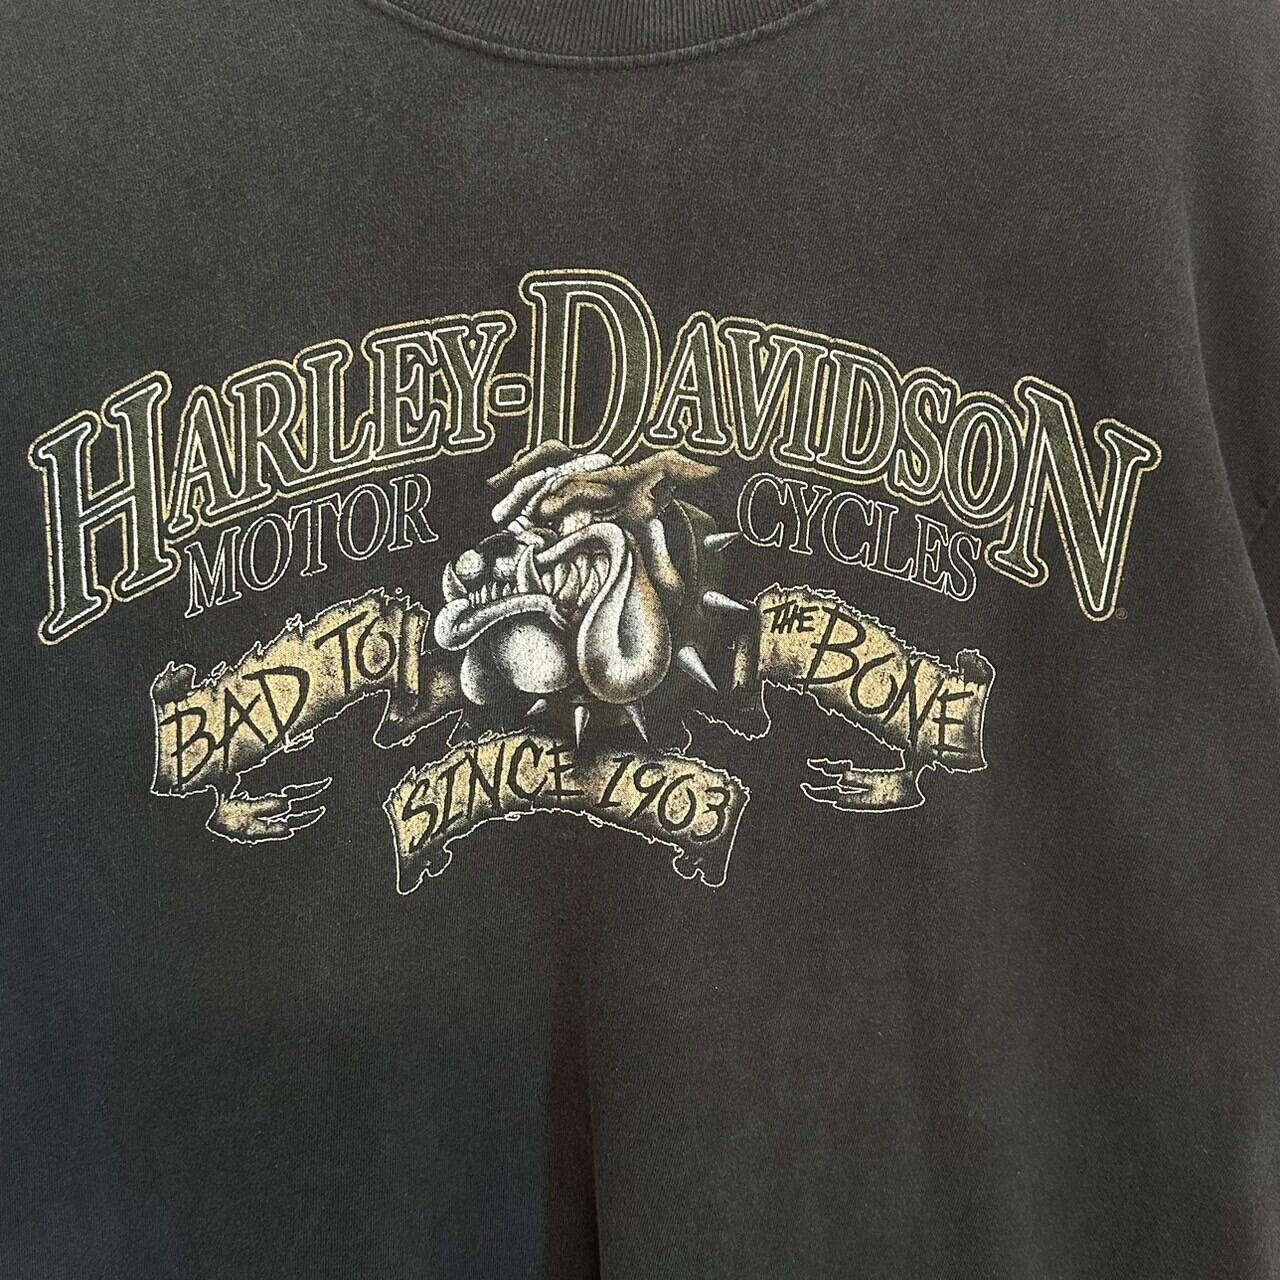 HARLEY-DAVIDSON
MOTOR CYCLES
BAD TO THE BONE
SINCE 1903
®